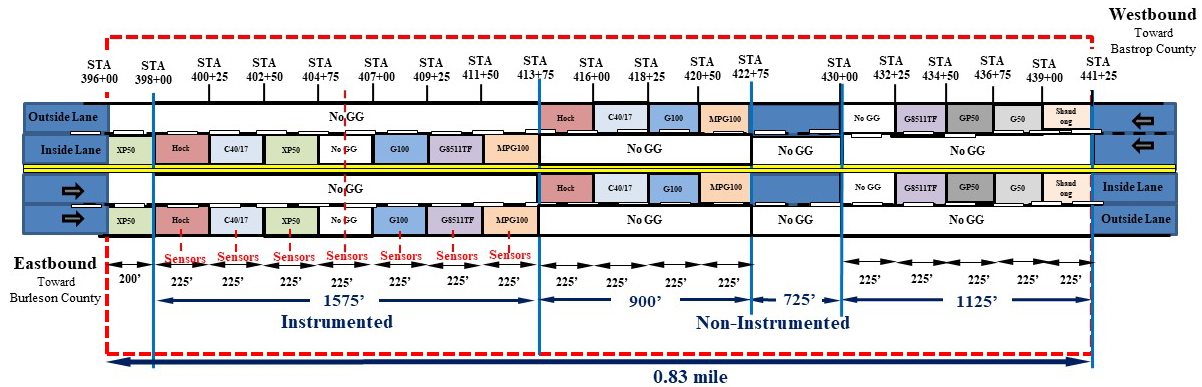 Westbound
Toward
Bastrop County
STA 396+00
STA 398+00
STA 400+25
STA 402+50
STA 404+75
STA 407+00
STA 409+25
STA 411+50
STA 413+75
STA 416+00
STA 418+25
STA 420+50
STA 422+75
STA 430+00
STA 432+25
STA 434+50
STA 436+75
STA 439+00
STA 441+25
Outside Lane No GG Hock C40/17 G100 MPG100 No GG G8511TF GP50 G50 Shandong
Inside Lane XP50 Hock C40/17 XP50 No GG G100 G8511TF MPG100 No GG No GG No GG
No GG Hock C40/17 G100 MPG100 No GG G8511TF GP50 G50 Shandong Inside Lane
XP50 Hock C40/17 XP50 No GG G100 G8511TF MPG100 No GG No GG No GG Outside Lane
Sensors Sensors Sensors Sensors Sensors Sensors Sensors
Eastbound
Toward
Burleson County
200' 225' 225' 225' 225' 225' 225' 225' 225' 225' 225' 225' 225' 225' 225' 225' 225'
1575' 900' 725' 1125'
Instrumented Non-Instrumented
0.83 mile